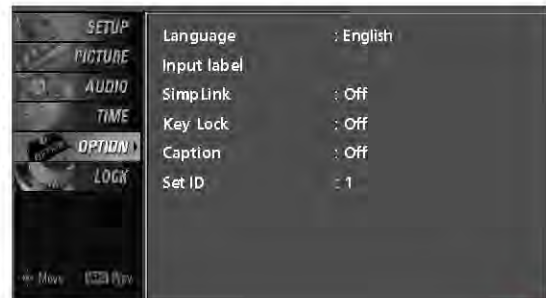 SETUP
PICTURE
AUDIO
TIME
OPTION
LOCK
Move Prev
Language : English
Input label
SimpLink : Off
Key Lock : Off
Caption : Off
Set ID : 1